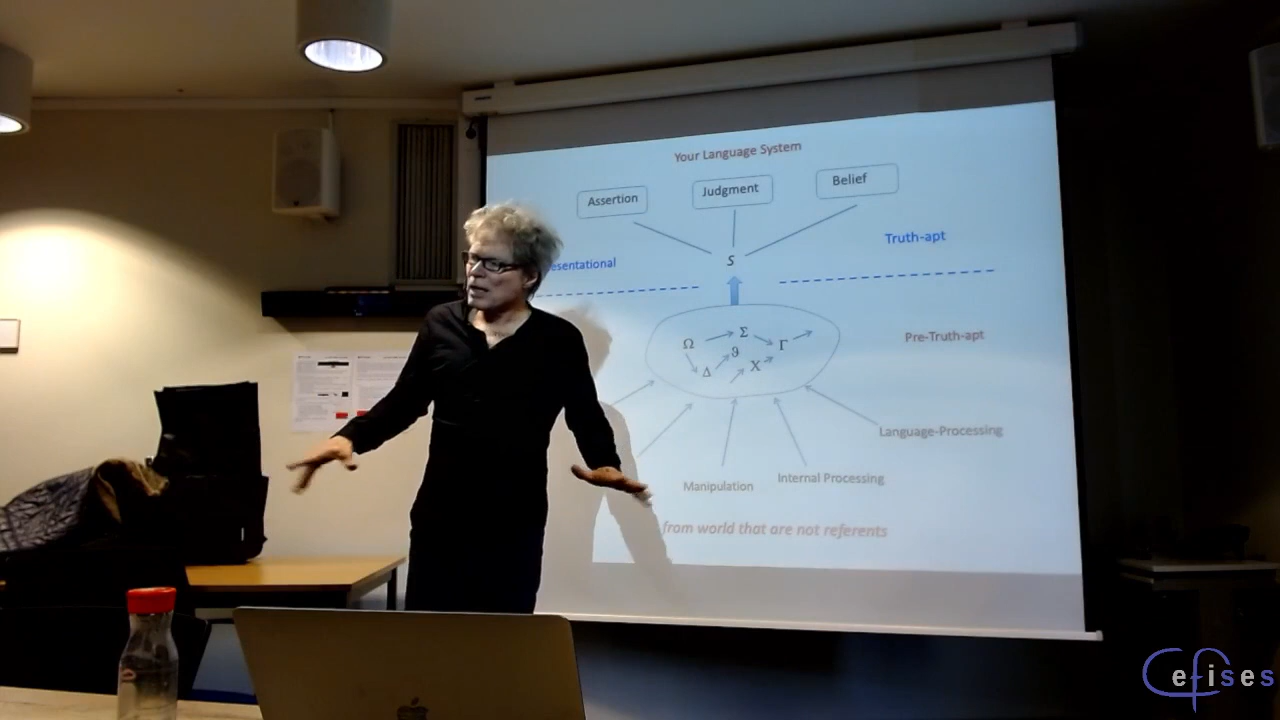 Your Language System
Assertion
Judgment
Belief
S
Truth-apt
esentational
Ω
Σ
ϑ
Γ
Δ
X
Pre-Truth-apt
Language-Processing
Manipulation
Internal Processing
from world that are not referents
Cefises